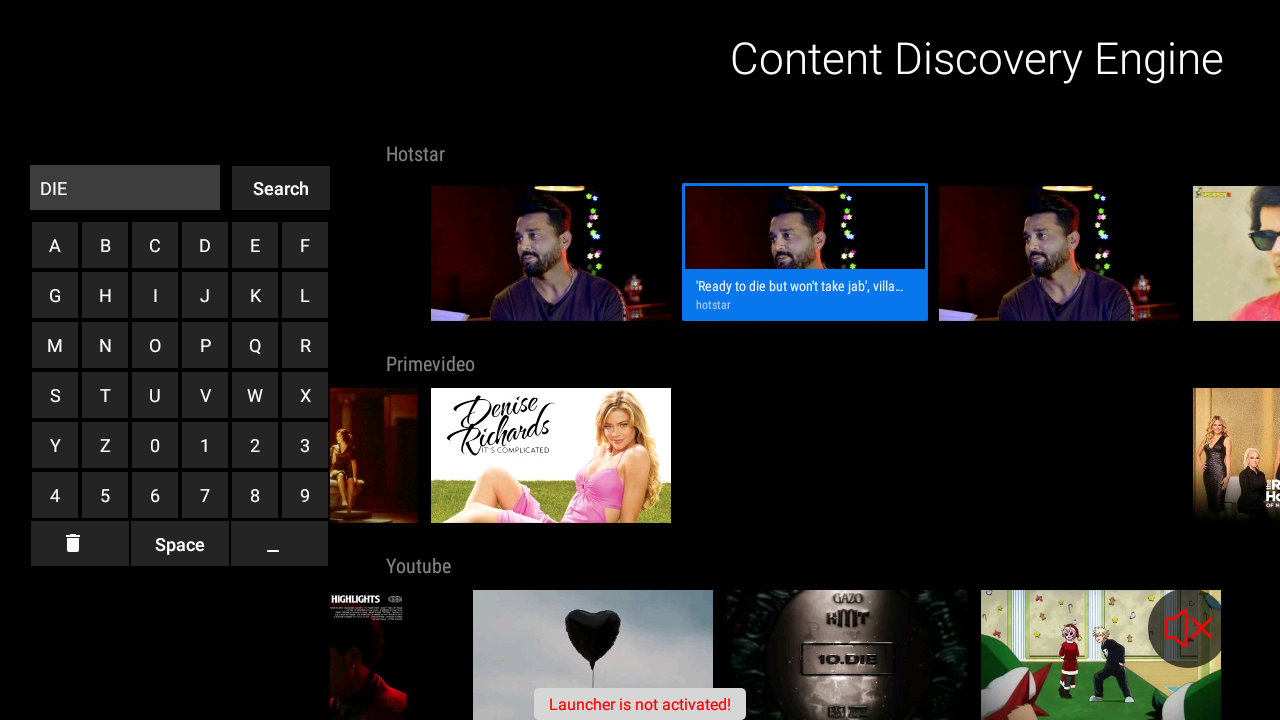 Content Discovery Engine
Hotstar
DIE
Search
A B C D E F
G H I J K L
M N O P Q R
S T U V W X
Y Z 0 1 2 3
4 5 6 7 8 9
Space _
'Ready to die but won't take jab', villa...
hotstar
Primevideo
Denise
Richards
IT'S COMPLICATED
OF N
Youtube
HIGHLIGHTS
GAZO
KMT
10.DIE
Launcher is not activated!